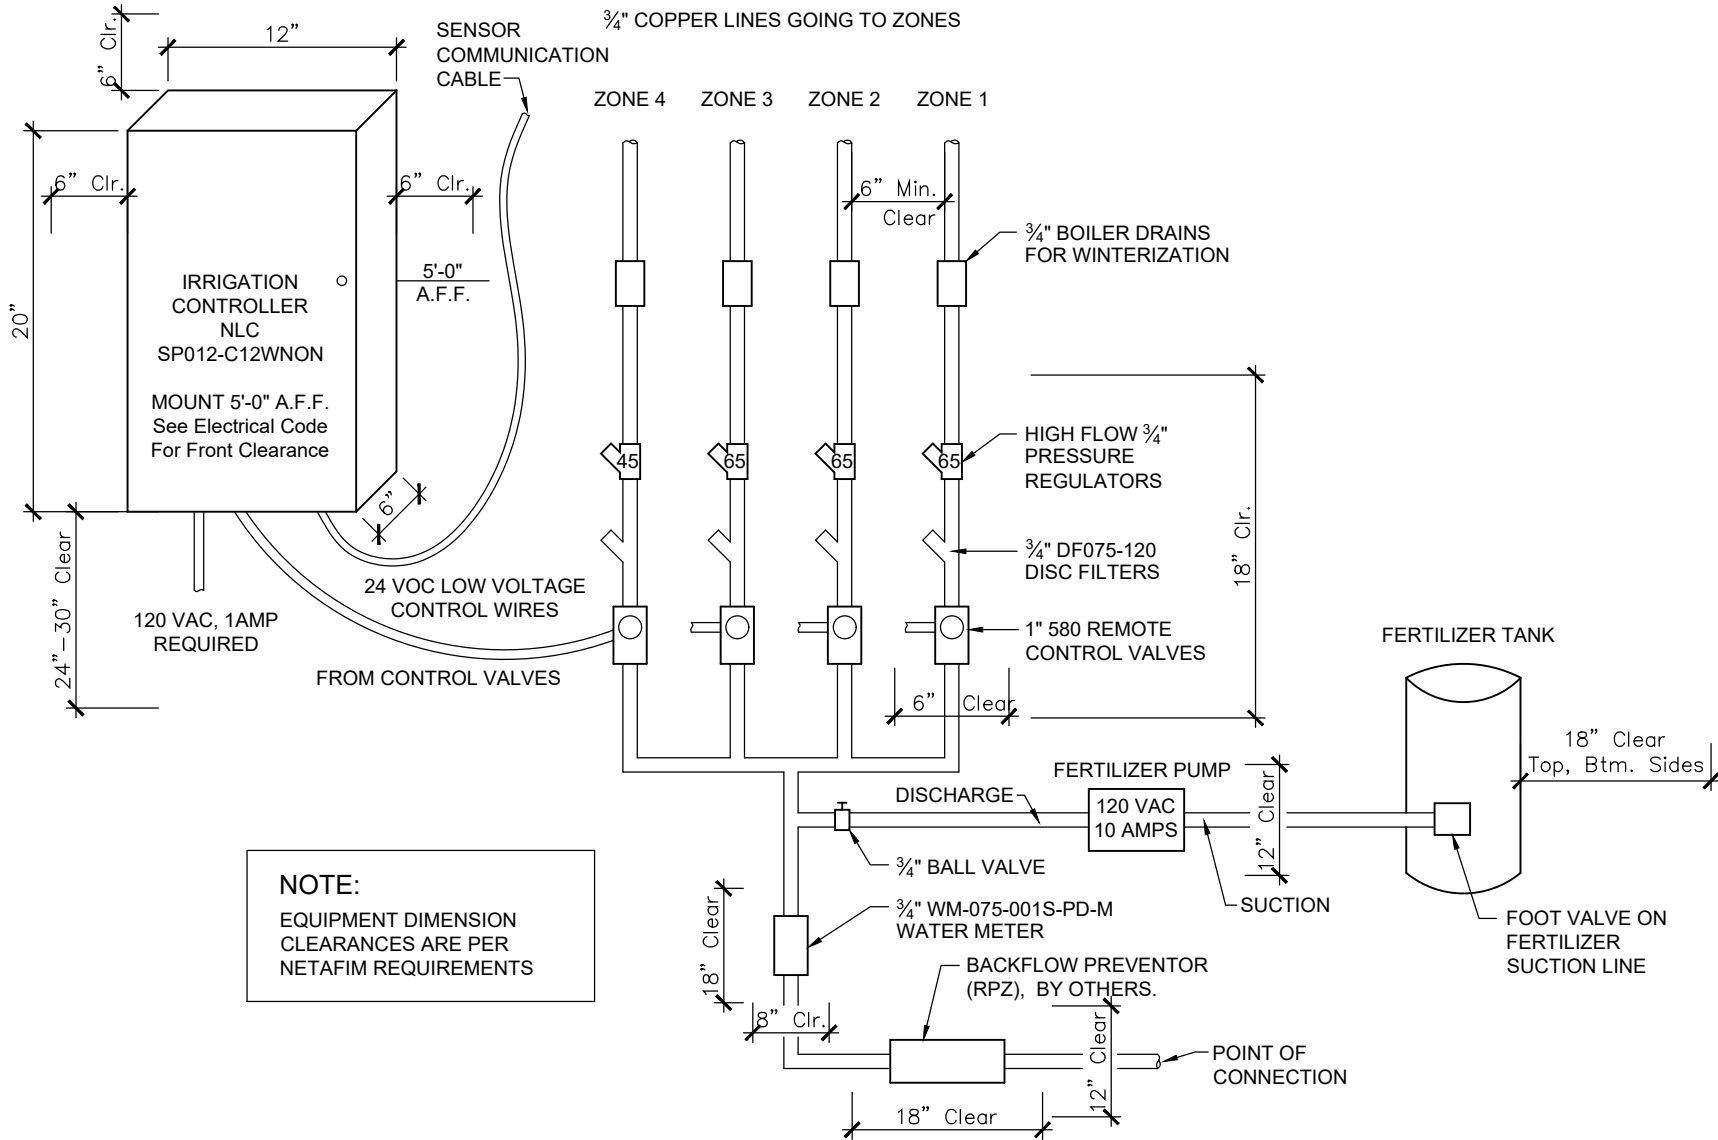 ¾" COPPER LINES GOING TO ZONES
6” Clr.
12”
SENSOR
COMMUNICATION
CABLE
ZONE 4
ZONE 3
ZONE 2
ZONE 1
6” Clr.
6” Clr.
6” Min.
Clear
¾" BOILER DRAINS
FOR WINTERIZATION
20”
IRRIGATION
CONTROLLER
NLC
SP012-C12WNON
MOUNT 5'-0" A.F.F.
See Electrical Code
For Front Clearance
5'-0"
A.F.F.
6”
45
65
65
65
HIGH FLOW ¾"
PRESSURE
REGULATORS
18” Clr.
24”-30” Clear
¾" DF075-120
DISC FILTERS
120 VAC, 1AMP
REQUIRED
24 VOC LOW VOLTAGE
CONTROL WIRES
FROM CONTROL VALVES
1" 580 REMOTE
CONTROL VALVES
6” Clear
FERTILIZER TANK
18” Clear
Top, Btm. Sides
FERTILIZER PUMP
120 VAC
10 AMPS
DISCHARGE
12” Clear
¾" BALL VALVE
SUCTION
FOOT VALVE ON
FERTILIZER
SUCTION LINE
NOTE:
EQUIPMENT DIMENSION
CLEARANCES ARE PER
NETAFIM REQUIREMENTS
18” Clear
¾" WM-075-001S-PD-M
WATER METER
BACKFLOW PREVENTOR
(RPZ), BY OTHERS.
8” Clr.
12” Clear
POINT OF
CONNECTION
18” Clear